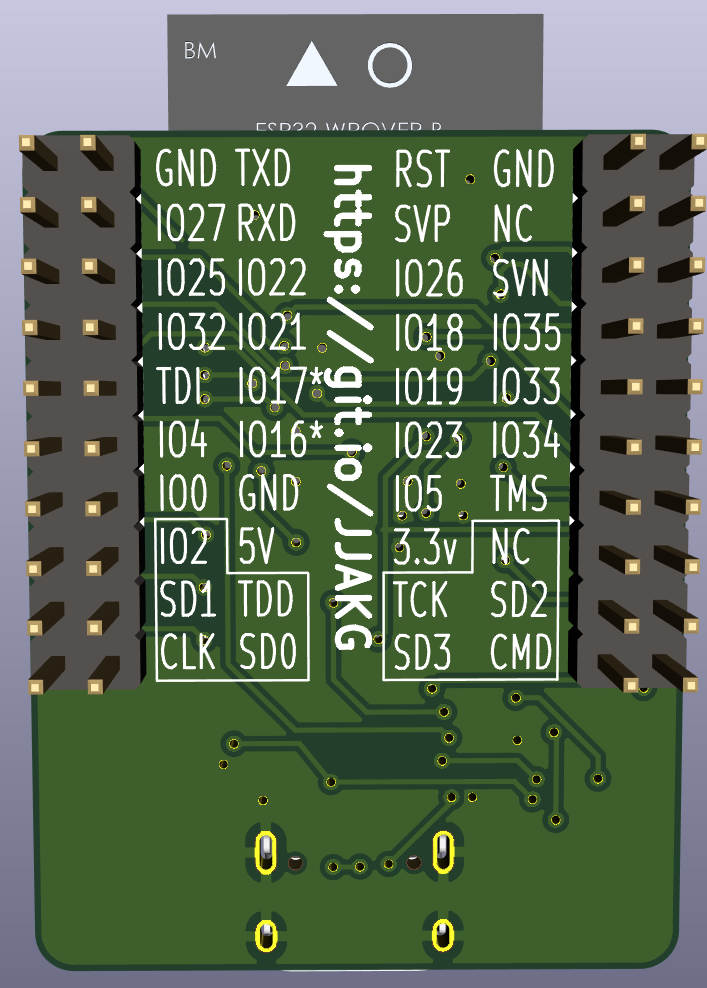 BM
ESP32-WROVER-B
GND TXD RST GND
IO27 RXD SVP NC
IO25 IO22 IO26 SVN
IO32 IO21 IO18 IO35
TDI IO17* IO19 IO33
IO4 IO16* IO23 IO34
IO0 GND IO5 TMS
IO2 5V 3.3v NC
SD1 TDD TCK SD2
CLK SD0 SD3 CMD
https://git.io/JJAKG